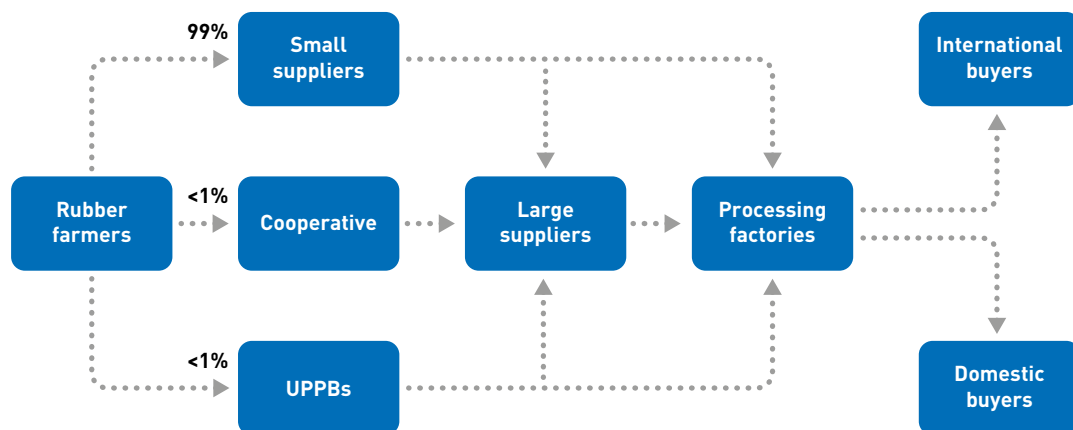 99%
Small
suppliers
International
buyers
<1%
Rubber
farmers
Cooperative
Large
suppliers
Processing
factories
<1%
UPPBs
Domestic
buyers